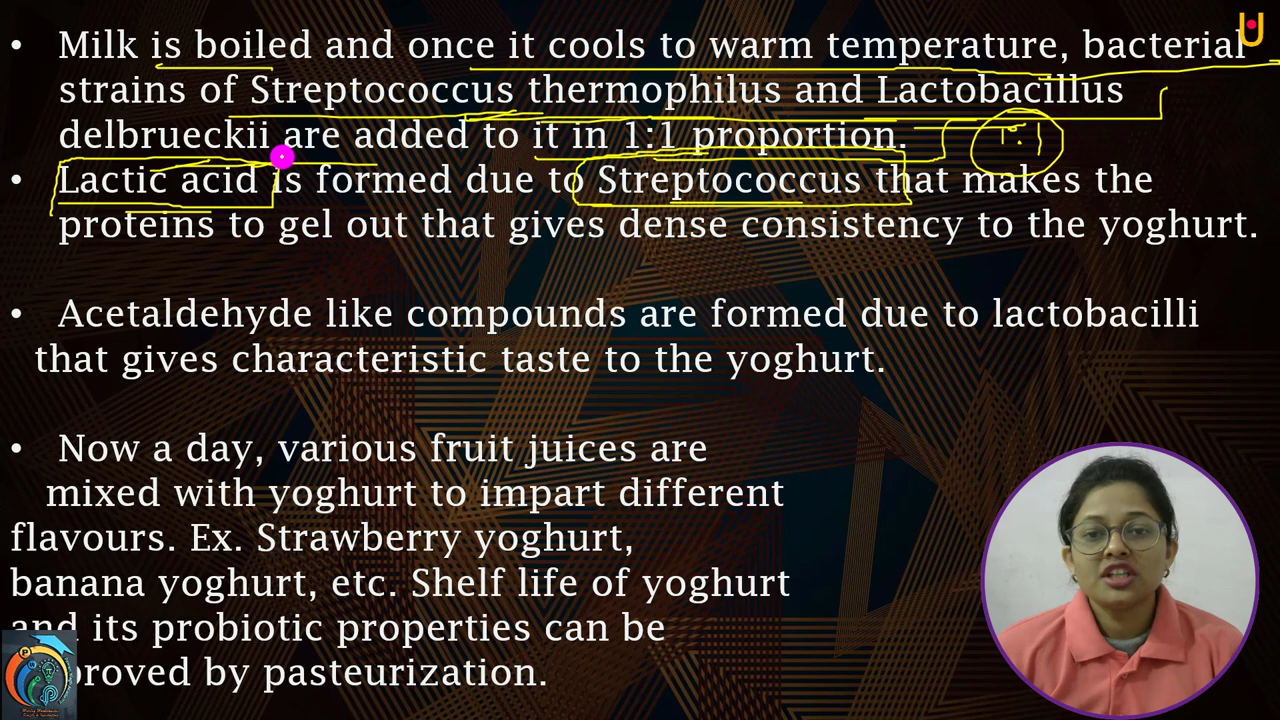 • Milk is boiled and once it cools to warm temperature, bacterial
strains of Streptococcus thermophilus and Lactobacillus
delbrueckii are added to it in 1:1 proportion.
1:1
• Lactic acid is formed due to Streptococcus that makes the
proteins to gel out that gives dense consistency to the yoghurt.
• Acetaldehyde like compounds are formed due to lactobacilli
that gives characteristic taste to the yoghurt.
• Now a day, various fruit juices are
mixed with yoghurt to impart different
flavours. Ex. Strawberry yoghurt,
banana yoghurt, etc. Shelf life of yoghurt
and its probiotic properties can be
proved by pasteurization.